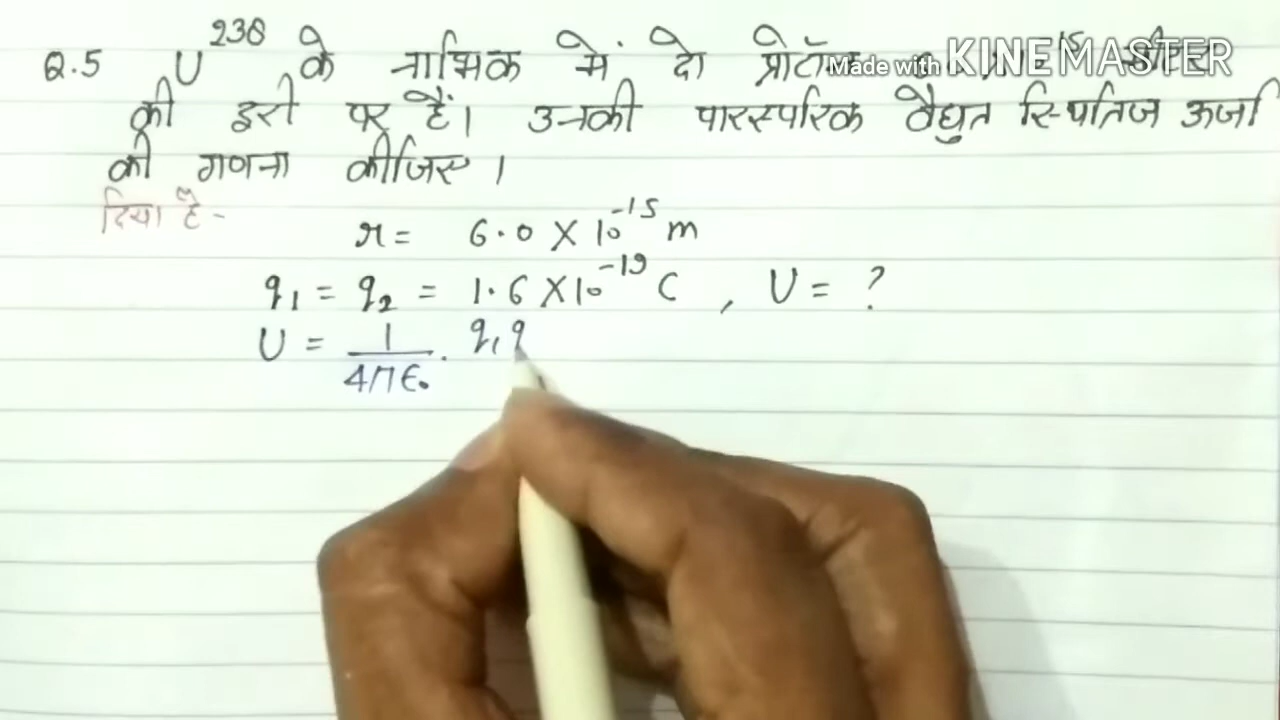 Q.5 U²³⁸ के नाभिक में दो
Made with KINEMASTER
की दूरी पर हैं। उनकी पारस्परिक वैद्युत स्थितिज ऊर्जा
की गणना कीजिए।
दिया है-
r = 6.0 X 10⁻¹⁵ m
q₁ = q₂ = 1.6 X 10⁻¹⁹ C , U = ?
U = 1/4πε₀ . q₁q